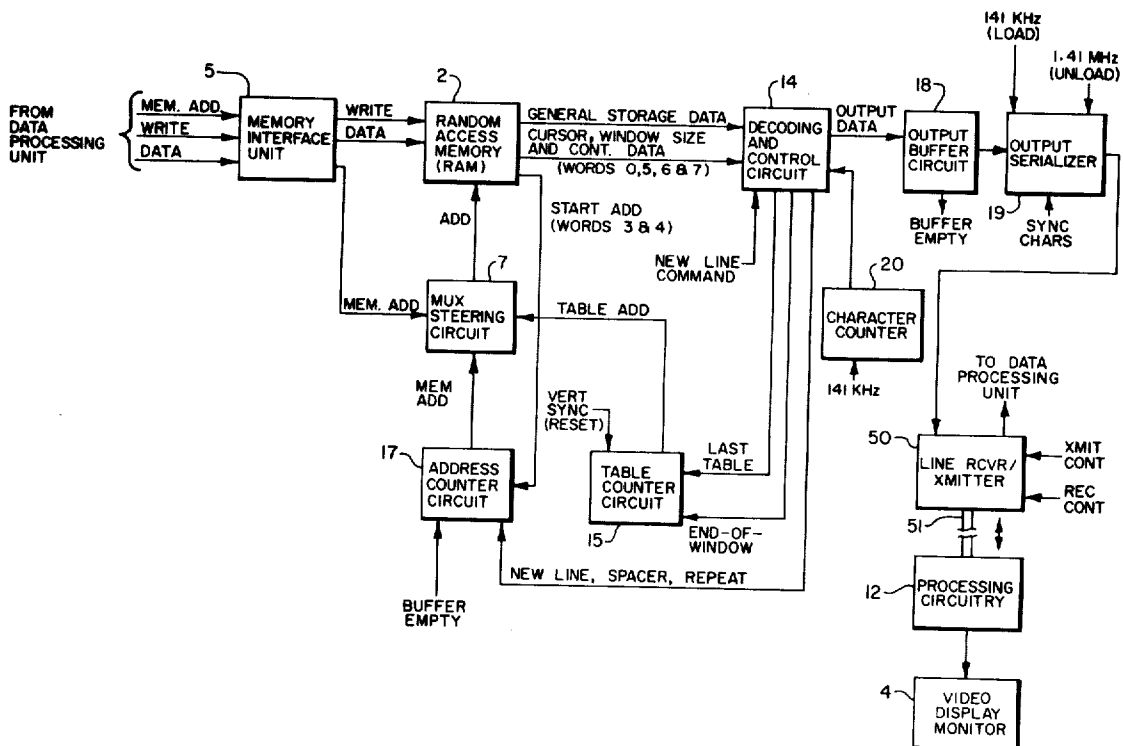 FROM
DATA
PROCESSING
UNIT
MEM. ADD
WRITE
DATA
5
MEMORY
INTERFACE
UNIT
WRITE
DATA
2
RANDOM
ACCESS
MEMORY
(RAM)
GENERAL STORAGE DATA
CURSOR, WINDOW SIZE
AND CONT. DATA
(WORDS 0,5, 6 & 7)
14
DECODING
AND
CONTROL
CIRCUIT
OUTPUT
DATA
18
OUTPUT
BUFFER
CIRCUIT
BUFFER
EMPTY
141 KHz
(LOAD)
1.41 MHz
(UNLOAD)
OUTPUT
SERIALIZER
19
SYNC
CHARS
ADD
START ADD
(WORDS 3 & 4)
NEW LINE
COMMAND
20
CHARACTER
COUNTER
141 KHz
MEM. ADD
7
MUX
STEERING
CIRCUIT
TABLE ADD
MEM
ADD
VERT
SYNC
(RESET)
17
ADDRESS
COUNTER
CIRCUIT
BUFFER
EMPTY
TABLE
COUNTER
CIRCUIT
15
LAST
TABLE
END-OF-
WINDOW
NEW LINE, SPACER, REPEAT
TO DATA
PROCESSING
UNIT
50
LINE RCVR/
XMITTER
XMIT
CONT
REC
CONT
51
12
PROCESSING
CIRCUITRY
4
VIDEO
DISPLAY
MONITOR